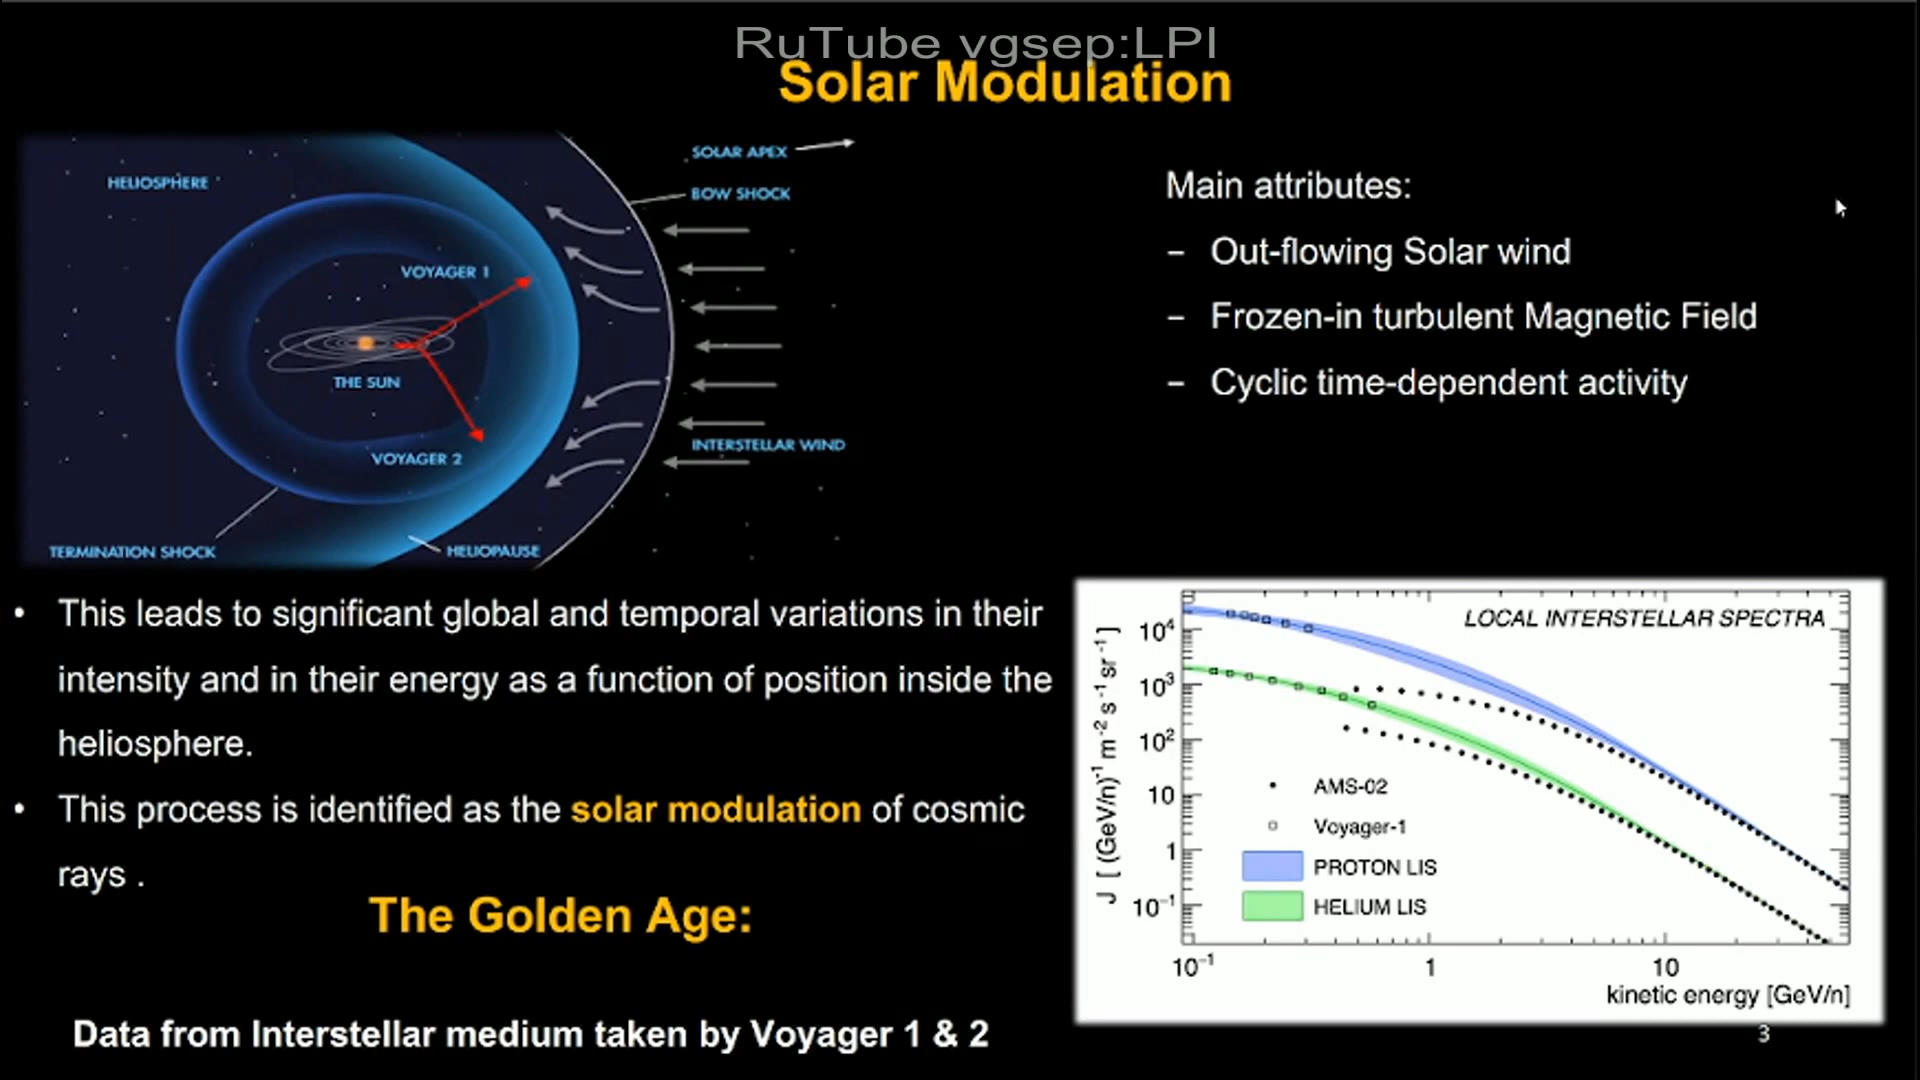 RuTube vgsep:LPI
Solar Modulation
SOLAR APEX
BOW SHOCK
HELIOSPHERE
VOYAGER 1
THE SUN
VOYAGER 2
INTERSTELLAR WIND
TERMINATION SHOCK
HELIOPAUSE
Main attributes:
– Out-flowing Solar wind
– Frozen-in turbulent Magnetic Field
– Cyclic time-dependent activity
• This leads to significant global and temporal variations in their
intensity and in their energy as a function of position inside the
heliosphere.
• This process is identified as the solar modulation of cosmic
rays .
The Golden Age:
Data from Interstellar medium taken by Voyager 1 & 2
LOCAL INTERSTELLAR SPECTRA
J [ (GeV/n)⁻¹ m⁻² s⁻¹ sr⁻¹ ]
10⁴
10³
10²
10
1
10⁻¹
AMS-02
Voyager-1
PROTON LIS
HELIUM LIS
10⁻¹ 1 10
kinetic energy [GeV/n]
3